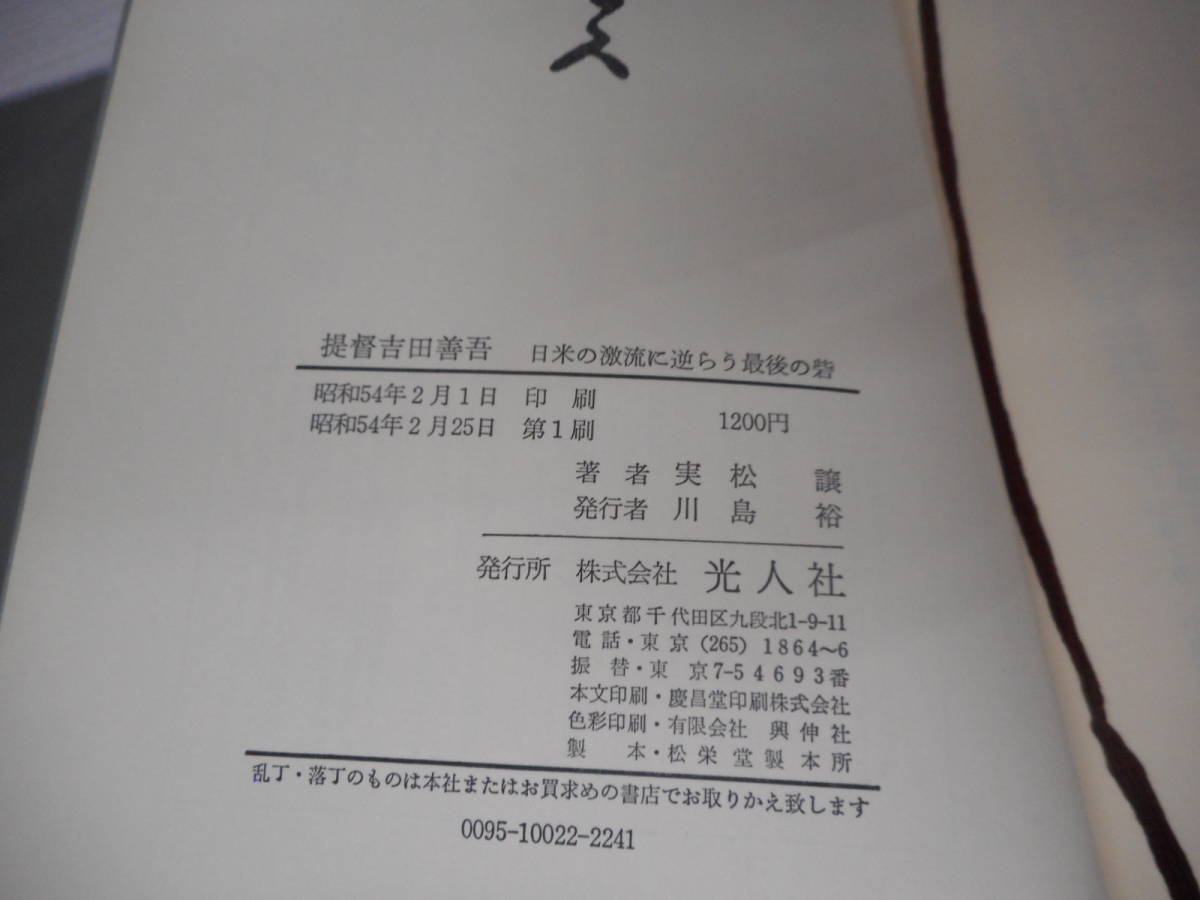 提督吉田善吾 日米の激流に逆らう最後の砦
昭和54年2月1日 印 刷
昭和54年2月25日 第1刷 1200円
著 者 実 松 譲
発行者 川 島 裕
発行所 株式会社 光人社
東京都千代田区九段北1-9-11
電話・東京(265)1864〜6
振 替・東 京7-54693番
本文印刷・慶昌堂印刷株式会社
色彩印刷・有限会社 興伸社
製 本・松栄堂製本所
乱丁・落丁のものは本社またはお買求めの書店でお取りかえ致します
0095-10022-2241